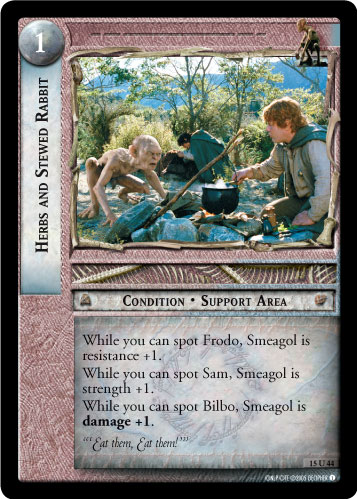 1
HERBS AND STEWED RABBIT
CONDITION • SUPPORT AREA
While you can spot Frodo, Smeagol is
resistance +1.
While you can spot Sam, Smeagol is
strength +1.
While you can spot Bilbo, Smeagol is
damage +1.
“‘Eat them, Eat them!’”
15 U 44